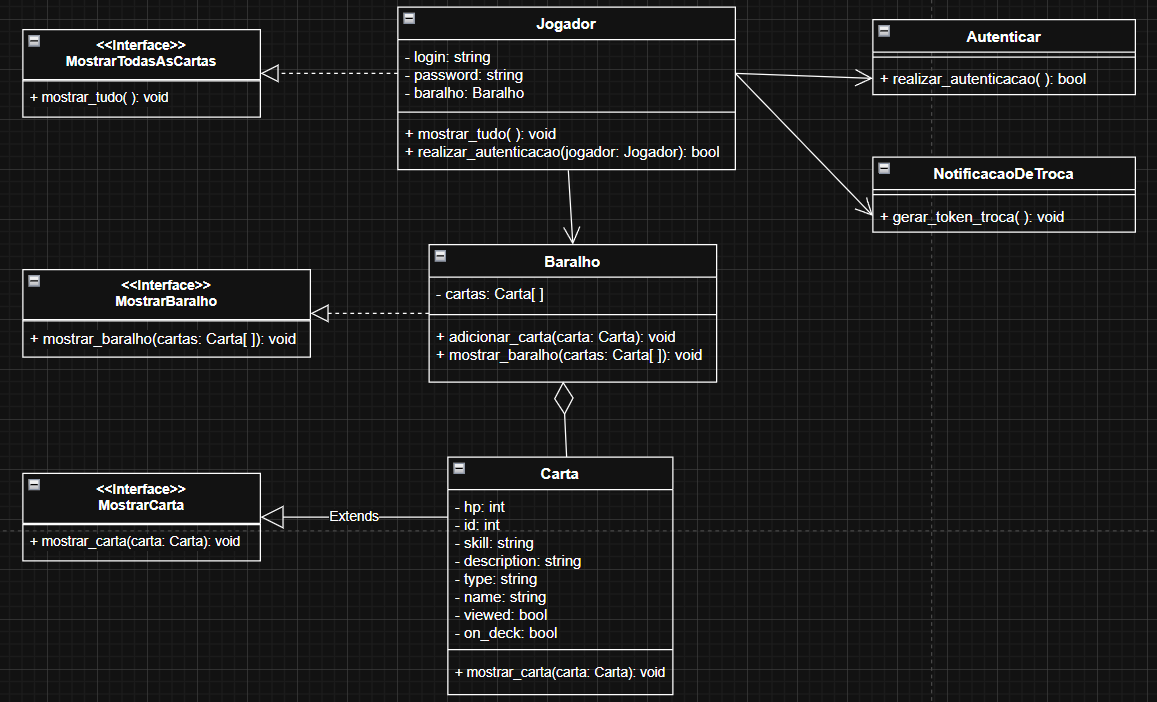 <<Interface>>
MostrarTodasAsCartas
+ mostrar_tudo( ): void
Jogador
- login: string
- password: string
- baralho: Baralho
+ mostrar_tudo( ): void
+ realizar_autenticacao(jogador: Jogador): bool
Autenticar
+ realizar_autenticacao( ): bool
NotificacaoDeTroca
+ gerar_token_troca( ): void
<<Interface>>
MostrarBaralho
+ mostrar_baralho(cartas: Carta[ ]): void
Baralho
- cartas: Carta[ ]
+ adicionar_carta(carta: Carta): void
+ mostrar_baralho(cartas: Carta[ ]): void
<<Interface>>
MostrarCarta
+ mostrar_carta(carta: Carta): void
Extends
Carta
- hp: int
- id: int
- skill: string
- description: string
- type: string
- name: string
- viewed: bool
- on_deck: bool
+ mostrar_carta(carta: Carta): void